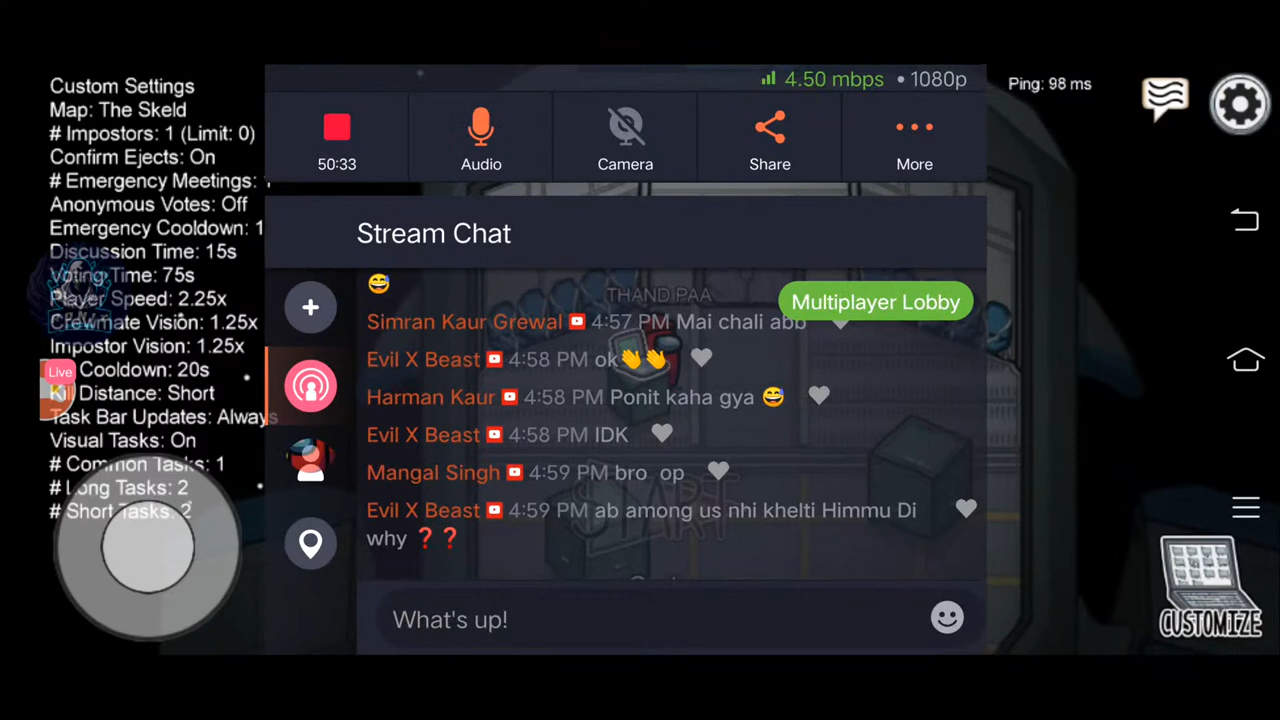 Custom Settings
Map: The Skeld
# Impostors: 1 (Limit: 0)
Confirm Ejects: On
# Emergency Meetings:
Anonymous Votes: Off
Emergency Cooldown: 1
Discussion Time: 15s
Voting Time: 75s
Player Speed: 2.25x
Crewmate Vision: 1.25x
Impostor Vision: 1.25x
Cooldown: 20s
Kill Distance: Short
Task Bar Updates: Always
Visual Tasks: On
# Common Tasks: 1
# Long Tasks: 2
# Short Tasks: 2
Live
4.50 mbps • 1080p
50:33
Audio
Camera
Share
More
Stream Chat
THAND PAA
Multiplayer Lobby
😅
Simran Kaur Grewal 4:57 PM Mai chali abb
Evil X Beast 4:58 PM ok👏👏
Harman Kaur 4:58 PM Ponit kaha gya 😅
Evil X Beast 4:58 PM IDK
Mangal Singh 4:59 PM bro op
Evil X Beast 4:59 PM ab among us nhi khelti Himmu Di
why ❓❓
What's up!
Ping: 98 ms
CUSTOMIZE